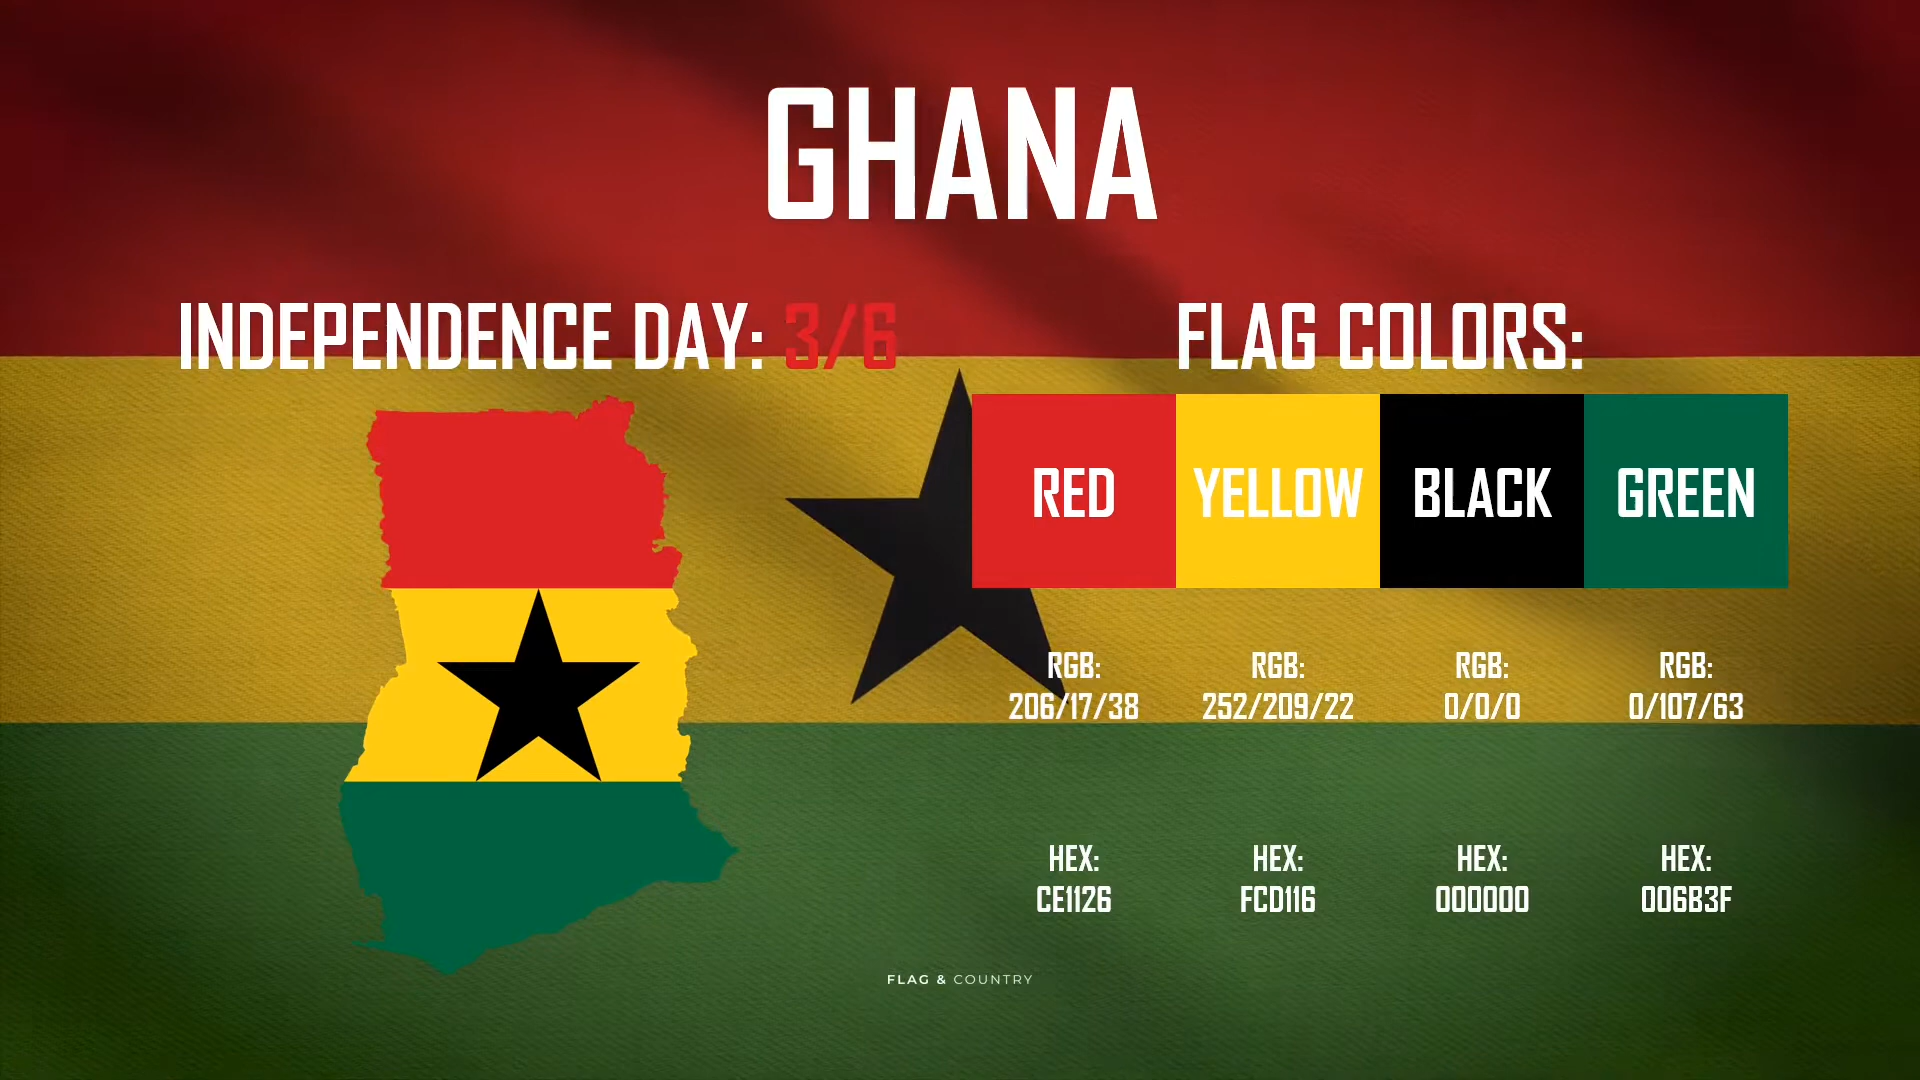 GHANA
INDEPENDENCE DAY: 3/6
FLAG COLORS:
RED YELLOW BLACK GREEN
RGB: RGB: RGB: RGB:
206/17/38 252/209/22 0/0/0 0/107/63
HEX: HEX: HEX: HEX:
CE1126 FCD116 000000 006B3F
FLAG & COUNTRY